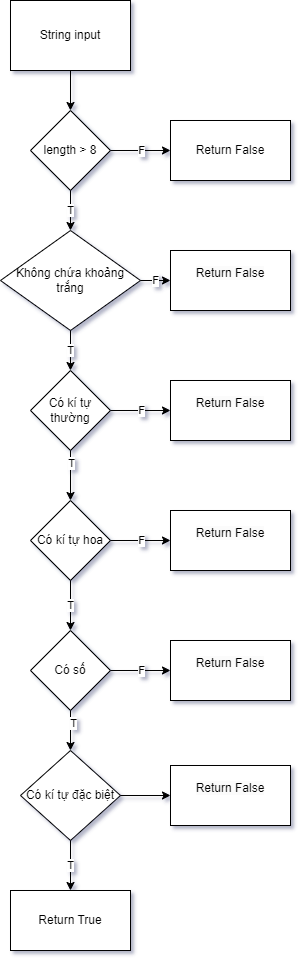 String input
length > 8
F
Return False
T
Không chứa khoảng
trắng
F
Return False
T
Có kí tự
thường
F
Return False
T
Có kí tự hoa
F
Return False
T
Có số
F
Return False
T
Có kí tự đặc biệt
Return False
T
Return True